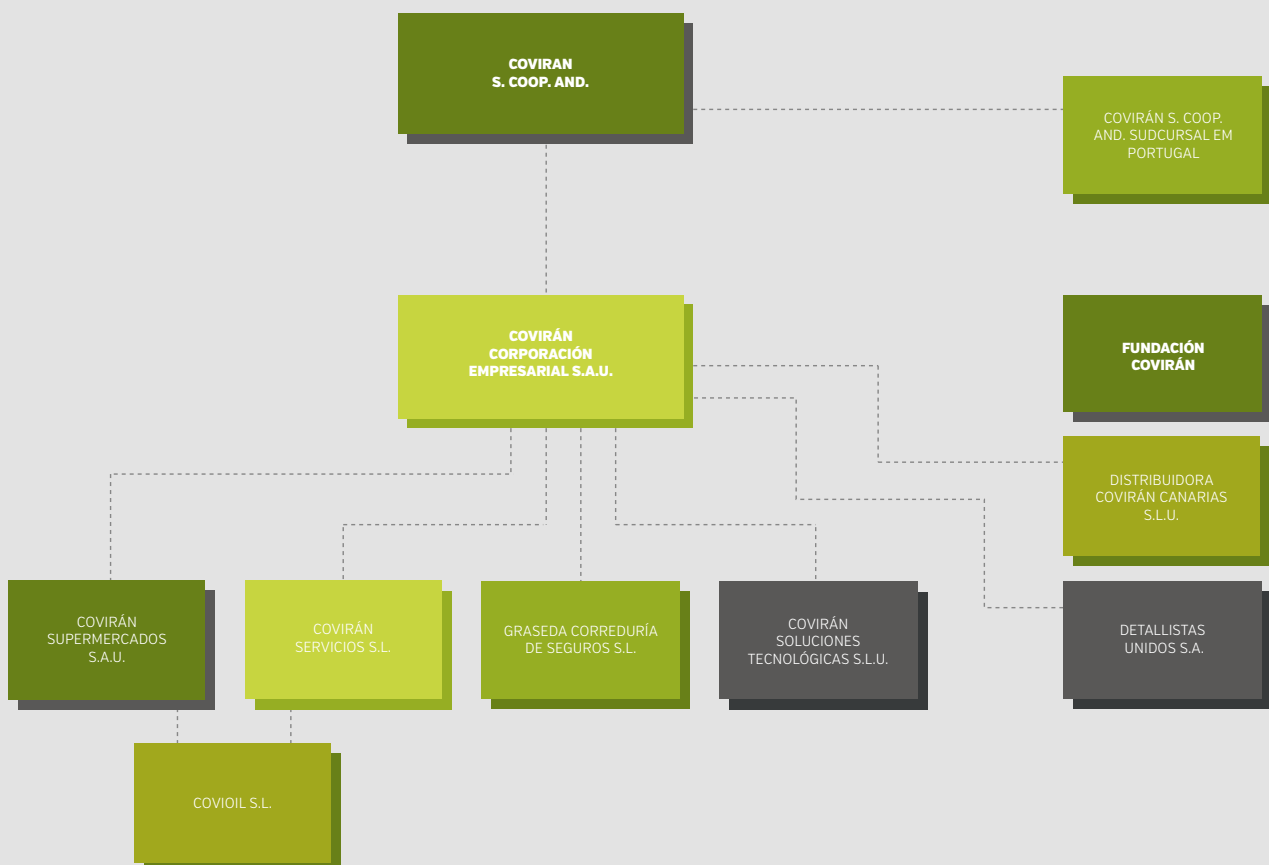 COVIRAN
S. COOP. AND.
COVIRÁN S. COOP.
AND. SUDCURSAL EM
PORTUGAL
COVIRÁN
CORPORACIÓN
EMPRESARIAL S.A.U.
FUNDACIÓN
COVIRÁN
DISTRIBUIDORA
COVIRÁN CANARIAS
S.L.U.
COVIRÁN
SUPERMERCADOS
S.A.U.
COVIRÁN
SERVICIOS S.L.
GRASEDA CORREDURÍA
DE SEGUROS S.L.
COVIRÁN
SOLUCIONES
TECNOLÓGICAS S.L.U.
DETALLISTAS
UNIDOS S.A.
COVIOIL S.L.